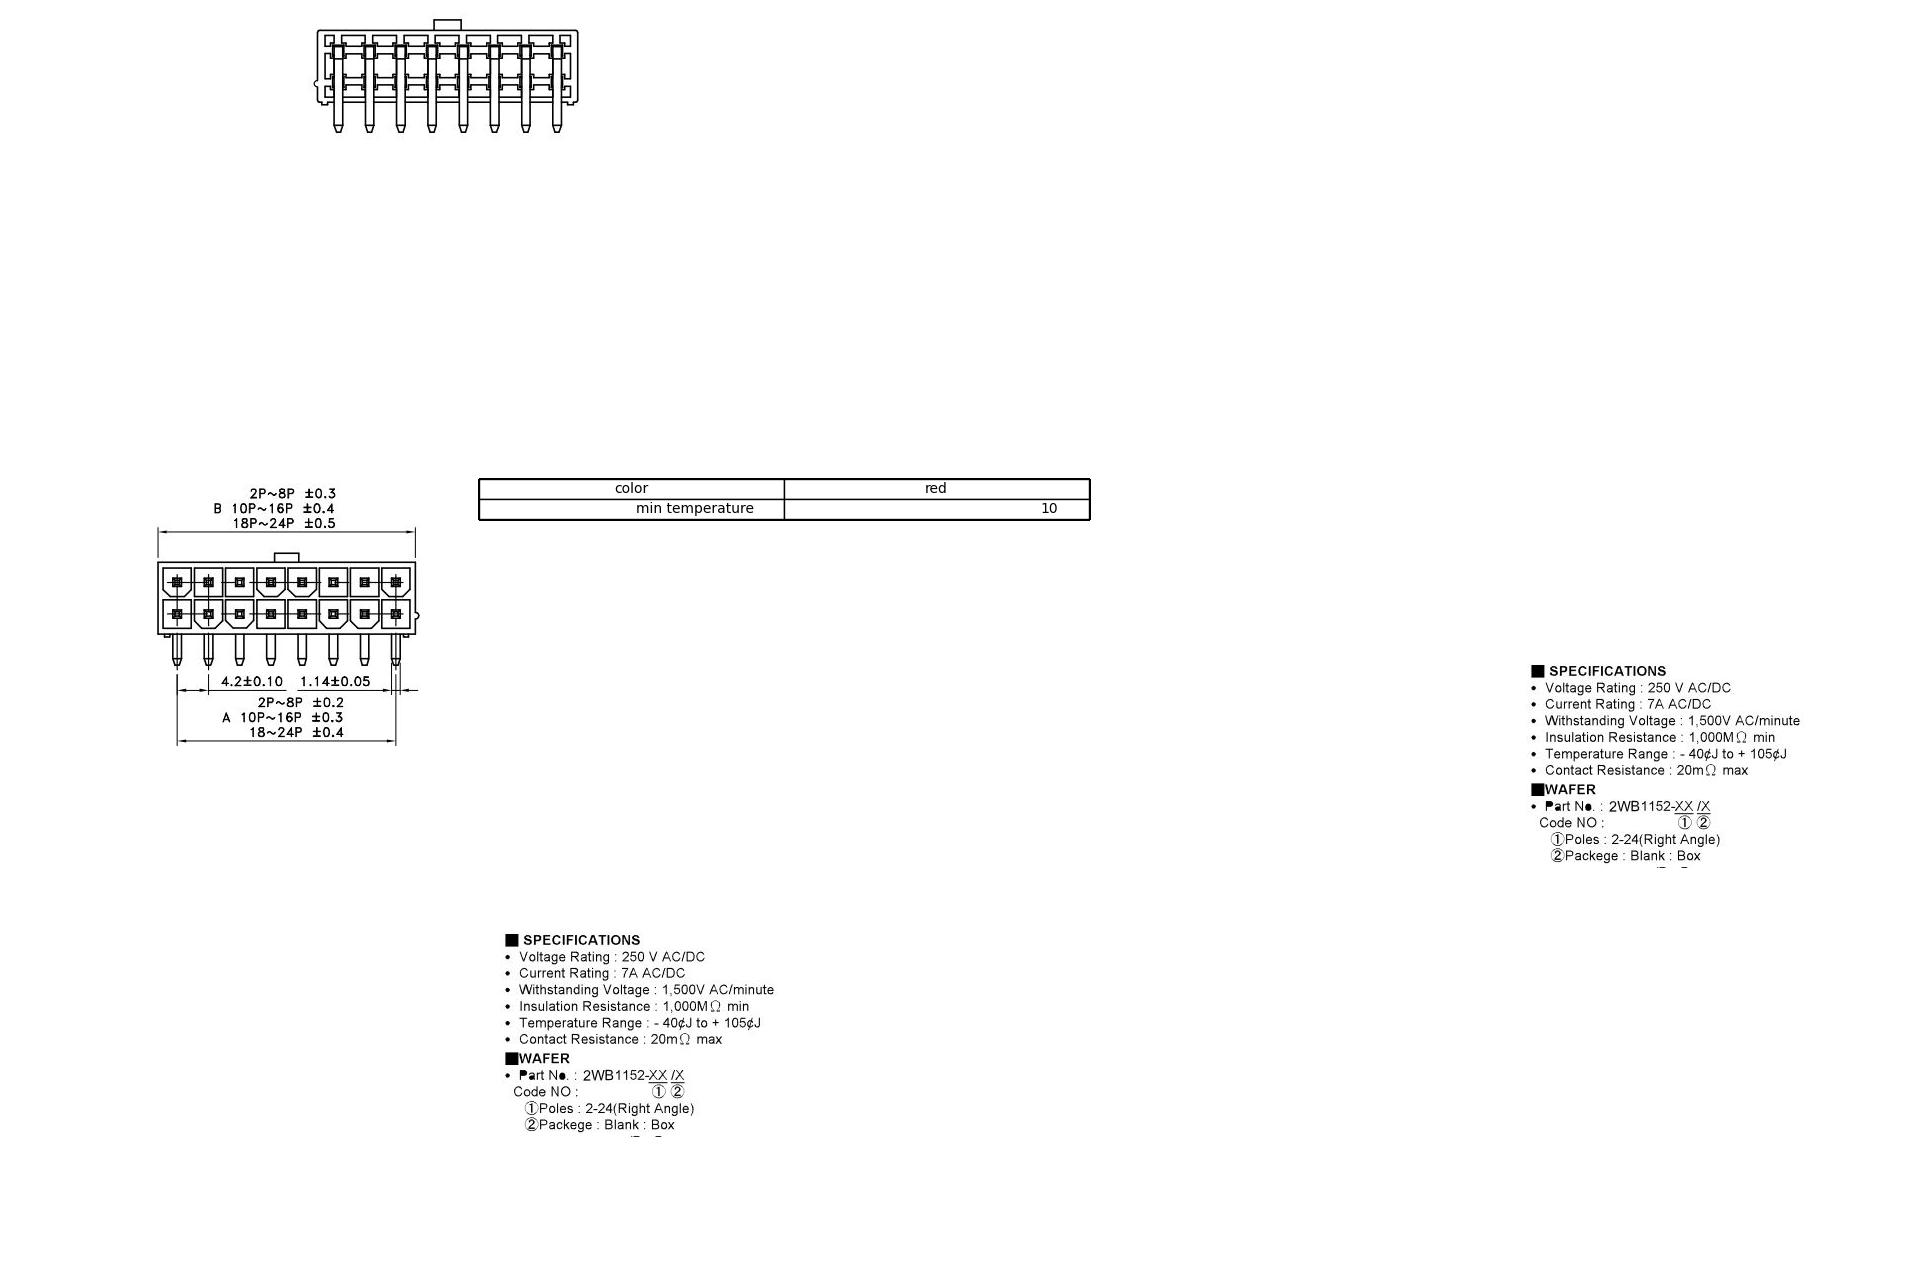 2P~8P ±0.3
B 10P~16P ±0.4
18P~24P ±0.5
color red
min temperature 10
4.2±0.10 1.14±0.05
2P~8P ±0.2
A 10P~16P ±0.3
18~24P ±0.4
■ SPECIFICATIONS
• Voltage Rating : 250 V AC/DC
• Current Rating : 7A AC/DC
• Withstanding Voltage : 1,500V AC/minute
• Insulation Resistance : 1,000MΩ min
• Temperature Range : - 40¢J to + 105¢J
• Contact Resistance : 20mΩ max
■WAFER
• Part No. : 2WB1152-XX /X
Code NO : ① ②
①Poles : 2-24(Right Angle)
②Packege : Blank : Box
■ SPECIFICATIONS
• Voltage Rating : 250 V AC/DC
• Current Rating : 7A AC/DC
• Withstanding Voltage : 1,500V AC/minute
• Insulation Resistance : 1,000MΩ min
• Temperature Range : - 40¢J to + 105¢J
• Contact Resistance : 20mΩ max
■WAFER
• Part No. : 2WB1152-XX /X
Code NO : ① ②
①Poles : 2-24(Right Angle)
②Packege : Blank : Box